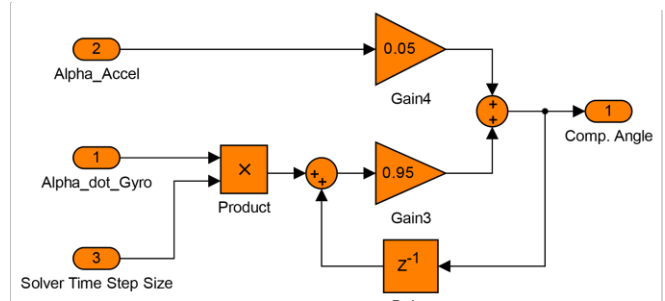 2
Alpha_Accel
0.05
Gain4
+
+
1
Comp. Angle
1
Alpha_dot_Gyro
×
Product
+
+
0.95
Gain3
3
Solver Time Step Size
Z-1